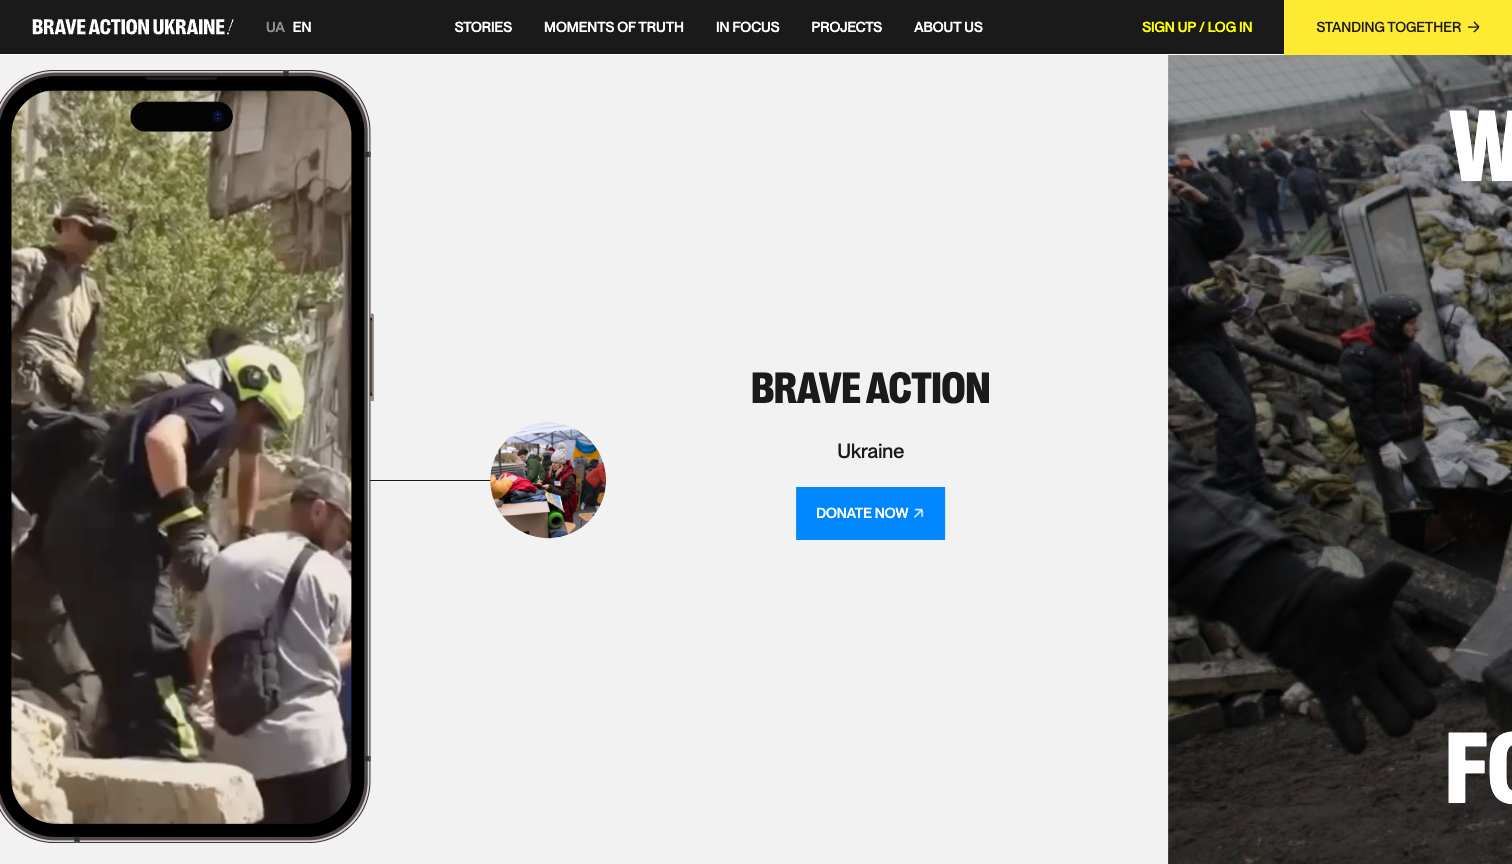 BRAVE ACTION UKRAINE/
UA EN
STORIES
MOMENTS OF TRUTH
IN FOCUS
PROJECTS
ABOUT US
SIGN UP / LOG IN
STANDING TOGETHER →
BRAVE ACTION
Ukraine
DONATE NOW